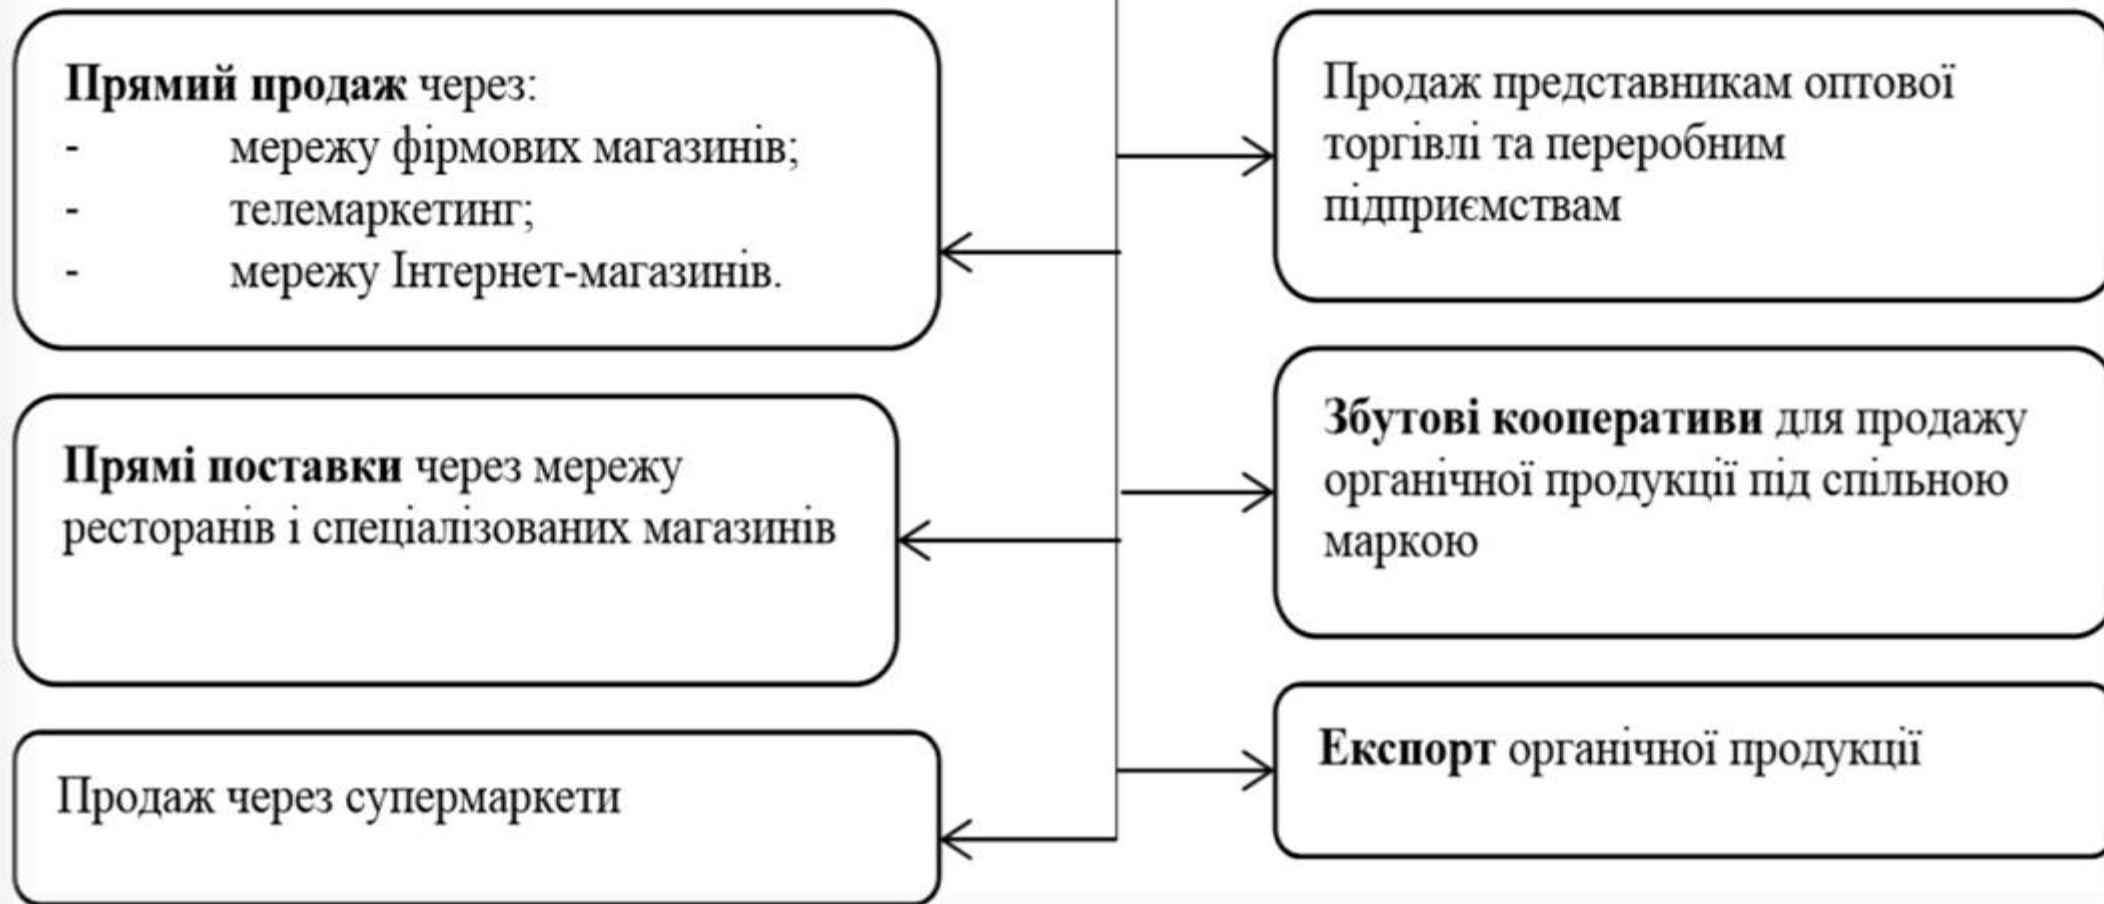 Прямий продаж через:
- мережу фірмових магазинів;
- телемаркетинг;
- мережу Інтернет-магазинів.
Прямі поставки через мережу
ресторанів і спеціалізованих магазинів
Продаж через супермаркети
Продаж представникам оптової
торгівлі та переробним
підприємствам
Збутові кооперативи для продажу
органічної продукції під спільною
маркою
Експорт органічної продукції